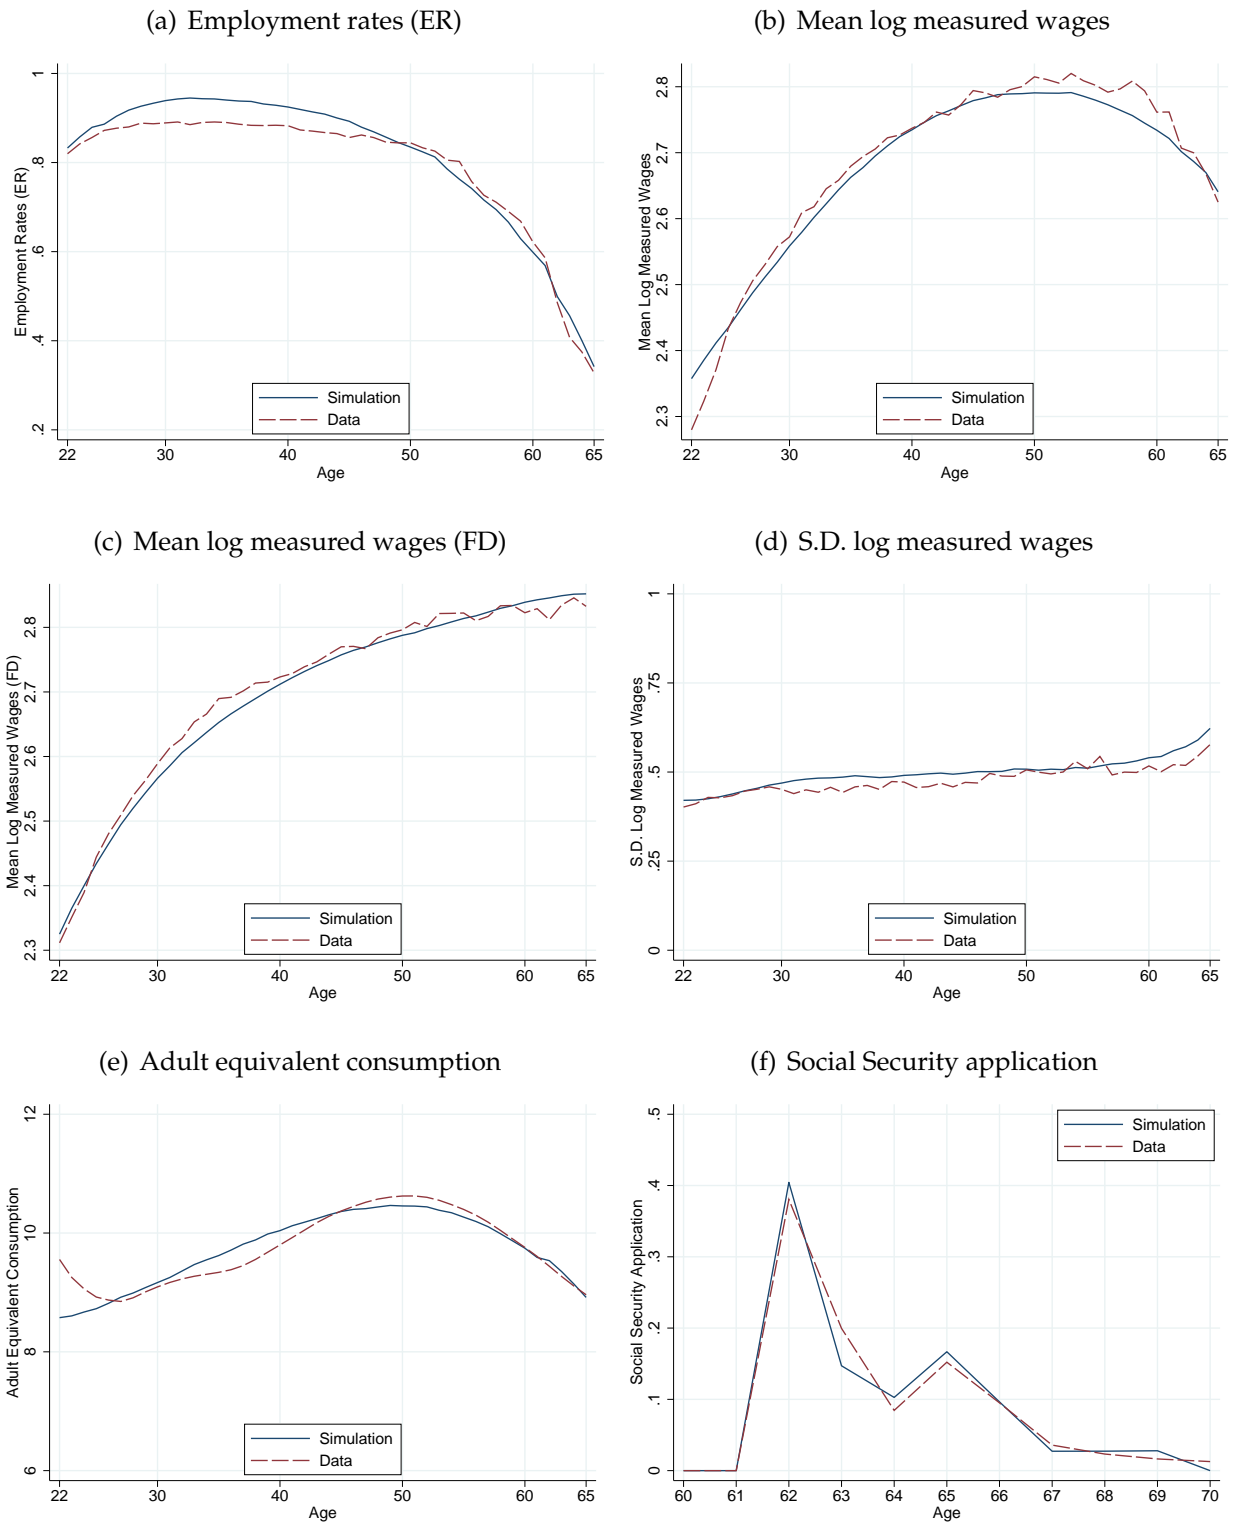 (a) Employment rates (ER)
Employment Rates (ER)
1
.8
.6
.4
.2
Simulation
Data
22 30 40 50 60 65
Age
(b) Mean log measured wages
Mean Log Measured Wages
2.8
2.7
2.6
2.5
2.4
2.3
Simulation
Data
22 30 40 50 60 65
Age
(c) Mean log measured wages (FD)
Mean Log Measured Wages (FD)
2.8
2.7
2.6
2.5
2.4
2.3
Simulation
Data
22 30 40 50 60 65
Age
(d) S.D. log measured wages
S.D. Log Measured Wages
1
.75
.5
.25
0
Simulation
Data
22 30 40 50 60 65
Age
(e) Adult equivalent consumption
Adult Equivalent Consumption
12
10
8
6
Simulation
Data
22 30 40 50 60 65
Age
(f) Social Security application
Social Security Application
.5
.4
.3
.2
.1
0
Simulation
Data
60 61 62 63 64 65 66 67 68 69 70
Age